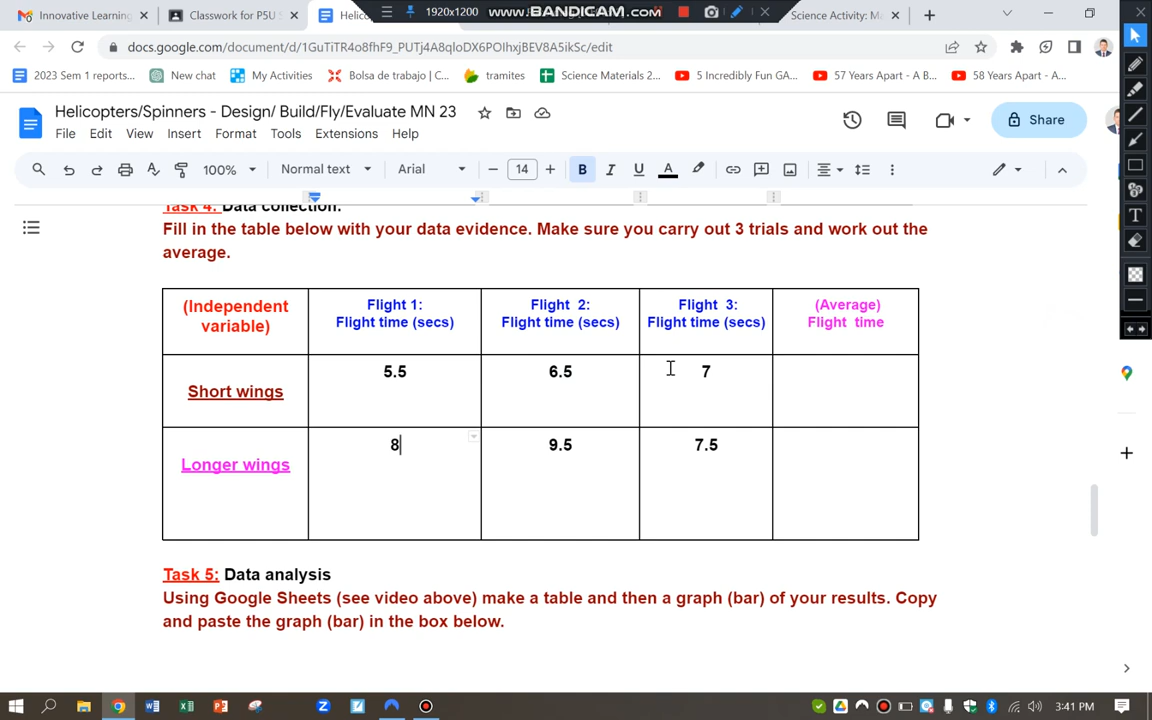 Innovative Learning
Classwork for P5U S
Helic
www.BANDICAM.com
1920x1200
Science Activity: M
docs.google.com/document/d/1GuTiTR4o8fhF9_PUTj4A8qloDX6POIhxjBEV8A5ikSc/edit
2023 Sem 1 reports...
New chat
My Activities
Bolsa de trabajo | C...
tramites
Science Materials 2...
5 Incredibly Fun GA...
57 Years Apart - A B...
58 Years Apart - A...
Helicopters/Spinners - Design/ Build/Fly/Evaluate MN 23
File Edit View Insert Format Tools Extensions Help
Share
100% Normal text Arial 14 B I U A
Task 4: Data collection:
Fill in the table below with your data evidence. Make sure you carry out 3 trials and work out the
average.
(Independent
variable)
Flight 1:
Flight time (secs)
Flight 2:
Flight time (secs)
Flight 3:
Flight time (secs)
(Average)
Flight time
Short wings
5.5
6.5
7
Longer wings
8
9.5
7.5
Task 5: Data analysis
Using Google Sheets (see video above) make a table and then a graph (bar) of your results. Copy
and paste the graph (bar) in the box below.
3:41 PM